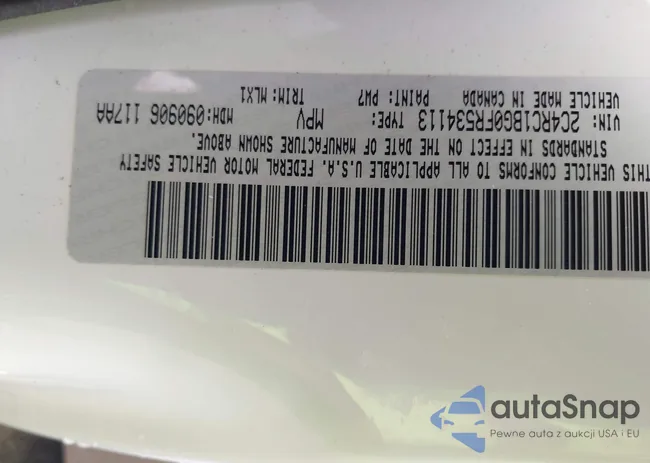 THIS VEHICLE CONFORMS TO ALL APPLICABLE U.S.A. FEDERAL MOTOR VEHICLE SAFETY
STANDARDS IN EFFECT ON THE DATE OF MANUFACTURE SHOWN ABOVE.
VIN: 2C4RC1BG0FR534113 TYPE: MPV MDH: 090906 117AA
VEHICLE MADE IN CANADA PAINT: PW7 TRIM: MLX1
autaSnap
Pewne auta z aukcji USA i EU